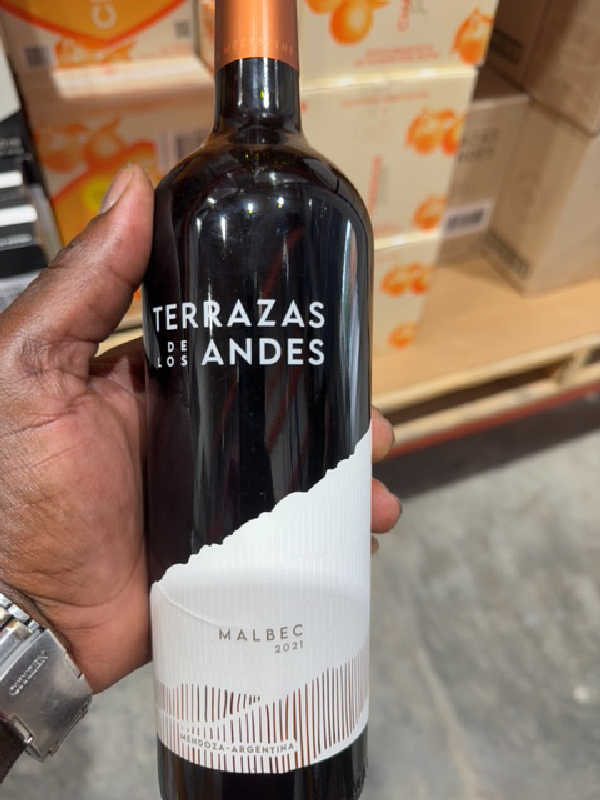 TERRAZAS
DE
LOS ANDES
MALBEC
2021
MENDOZA-ARGENTINA